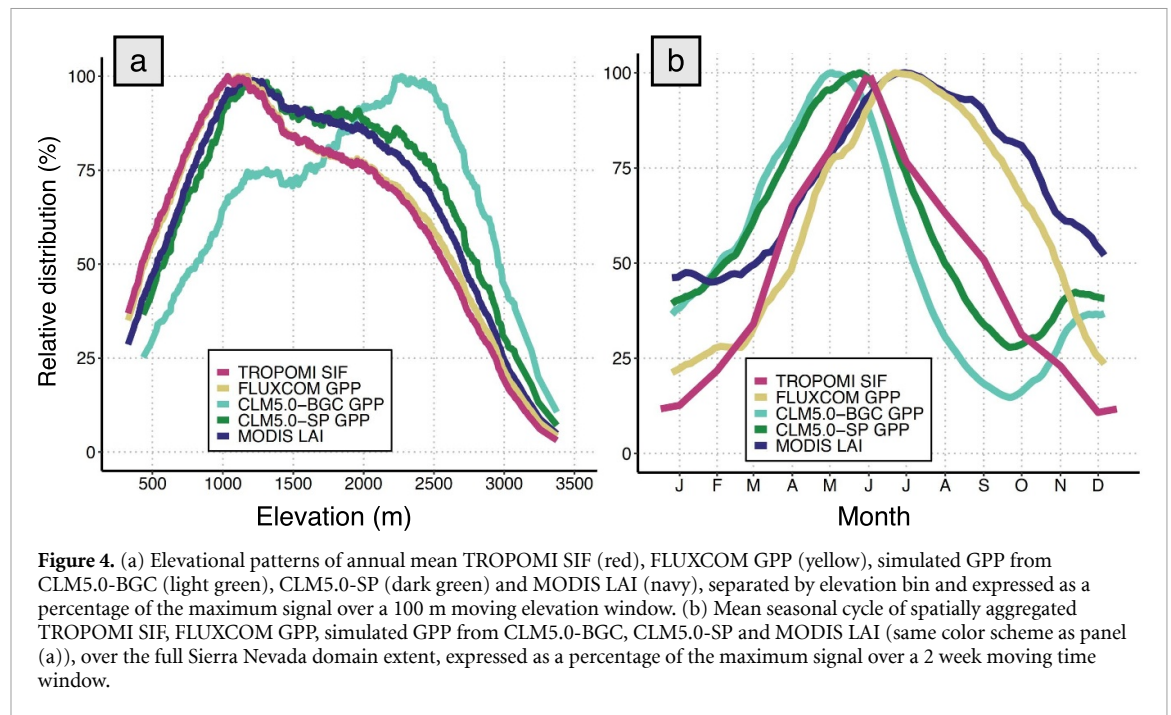 a
b
Relative distribution (%)
100
75
50
25
0
500
1000
1500
2000
2500
3000
3500
Elevation (m)
TROPOMI SIF
FLUXCOM GPP
CLM5.0−BGC GPP
CLM5.0−SP GPP
MODIS LAI
100
75
50
25
0
J
F
M
A
M
J
J
A
S
O
N
D
Month
TROPOMI SIF
FLUXCOM GPP
CLM5.0−BGC GPP
CLM5.0−SP GPP
MODIS LAI
Figure 4. (a) Elevational patterns of annual mean TROPOMI SIF (red), FLUXCOM GPP (yellow), simulated GPP from
CLM5.0-BGC (light green), CLM5.0-SP (dark green) and MODIS LAI (navy), separated by elevation bin and expressed as a
percentage of the maximum signal over a 100 m moving elevation window. (b) Mean seasonal cycle of spatially aggregated
TROPOMI SIF, FLUXCOM GPP, simulated GPP from CLM5.0-BGC, CLM5.0-SP and MODIS LAI (same color scheme as panel
(a)), over the full Sierra Nevada domain extent, expressed as a percentage of the maximum signal over a 2 week moving time
window.